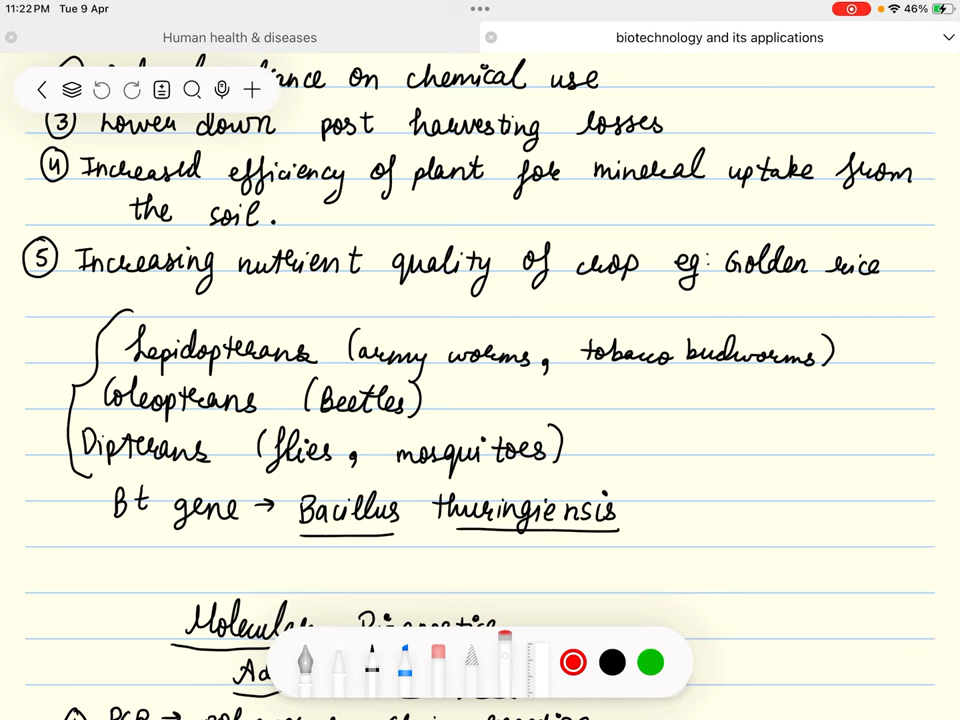 11:22 PM Tue 9 Apr
46%
Human health & diseases
biotechnology and its applications
on chemical use
③ Lower down post harvesting losses
④ Increased efficiency of plant for mineral uptake from
the soil.
⑤ Increasing nutrient quality of crop eg: Golden rice
Lepidopterans (army worms, tobacco budworms)
Coleopterans (Beetles)
Dipterans (flies, mosquitoes)
Bt gene → Bacillus thuringiensis
Molecular Diagnostics
PCR →